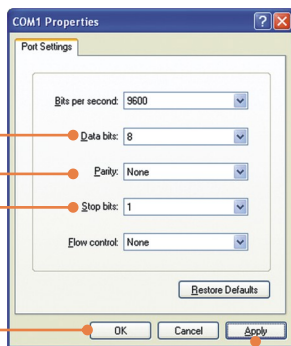 COM1 Properties
Port Settings
Bits per second: 9600
Data bits: 8
Parity: None
Stop bits: 1
Flow control: None
Restore Defaults
OK Cancel Apply